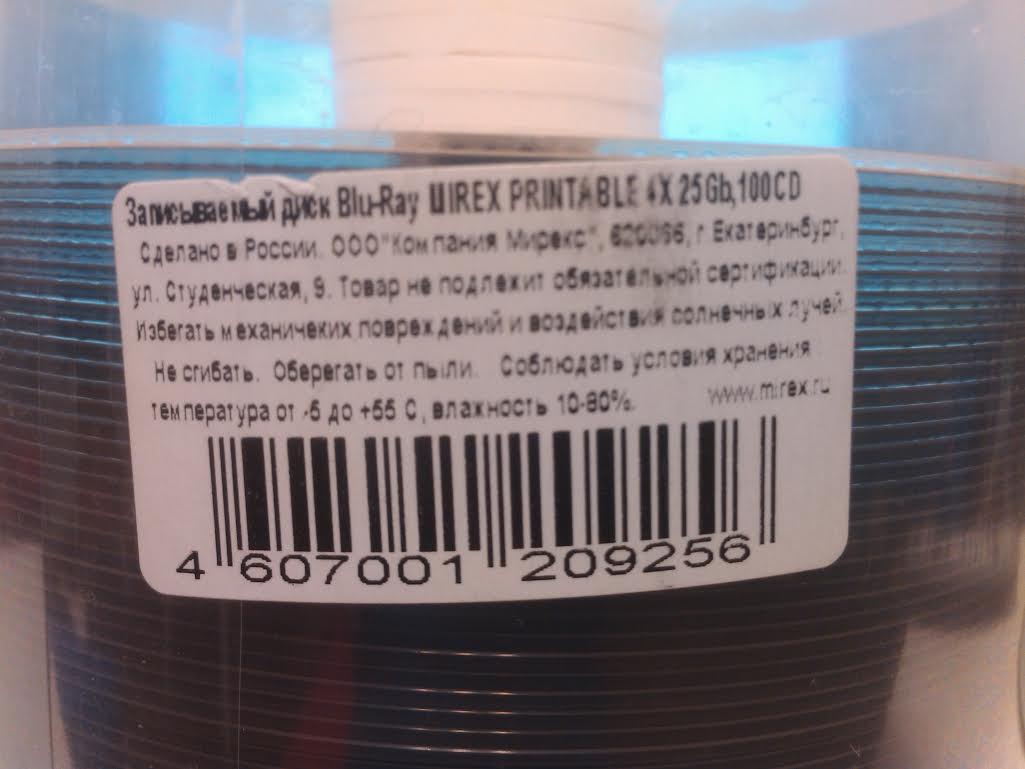 Записываемый диск Blu-Ray MIREX PRINTABLE 4X 25Gb,100CD
Сделано в России. ООО"Компания Мирекс", г. Екатеринбург,
ул. Студенческая, 9. Товар не подлежит обязательной сертификации.
Избегать механичеких повреждений и воздействия солнечных лучей.
Не сгибать. Оберегать от пыли. Соблюдать условия хранения
температура от -5 до +55 С, влажность 10-80%. www.mirex.ru
4 607001 209256